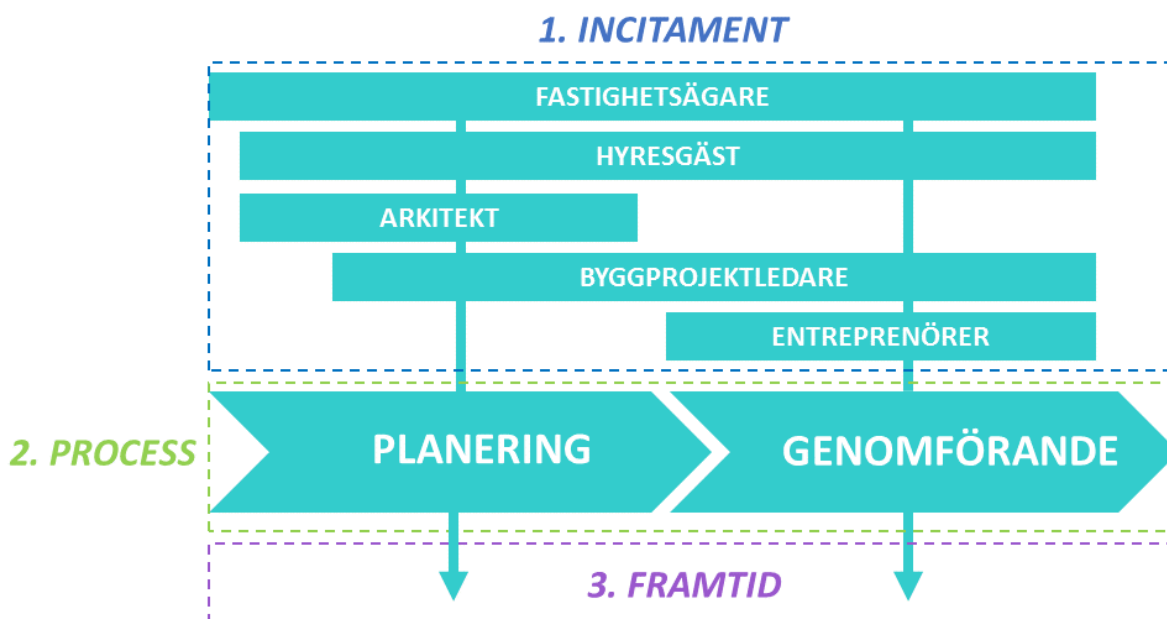 1. INCITAMENT
FASTIGHETSÄGARE
HYRESGÄST
ARKITEKT
BYGGPROJEKTLEDARE
ENTREPRENÖRER
2. PROCESS
PLANERING
GENOMFÖRANDE
3. FRAMTID